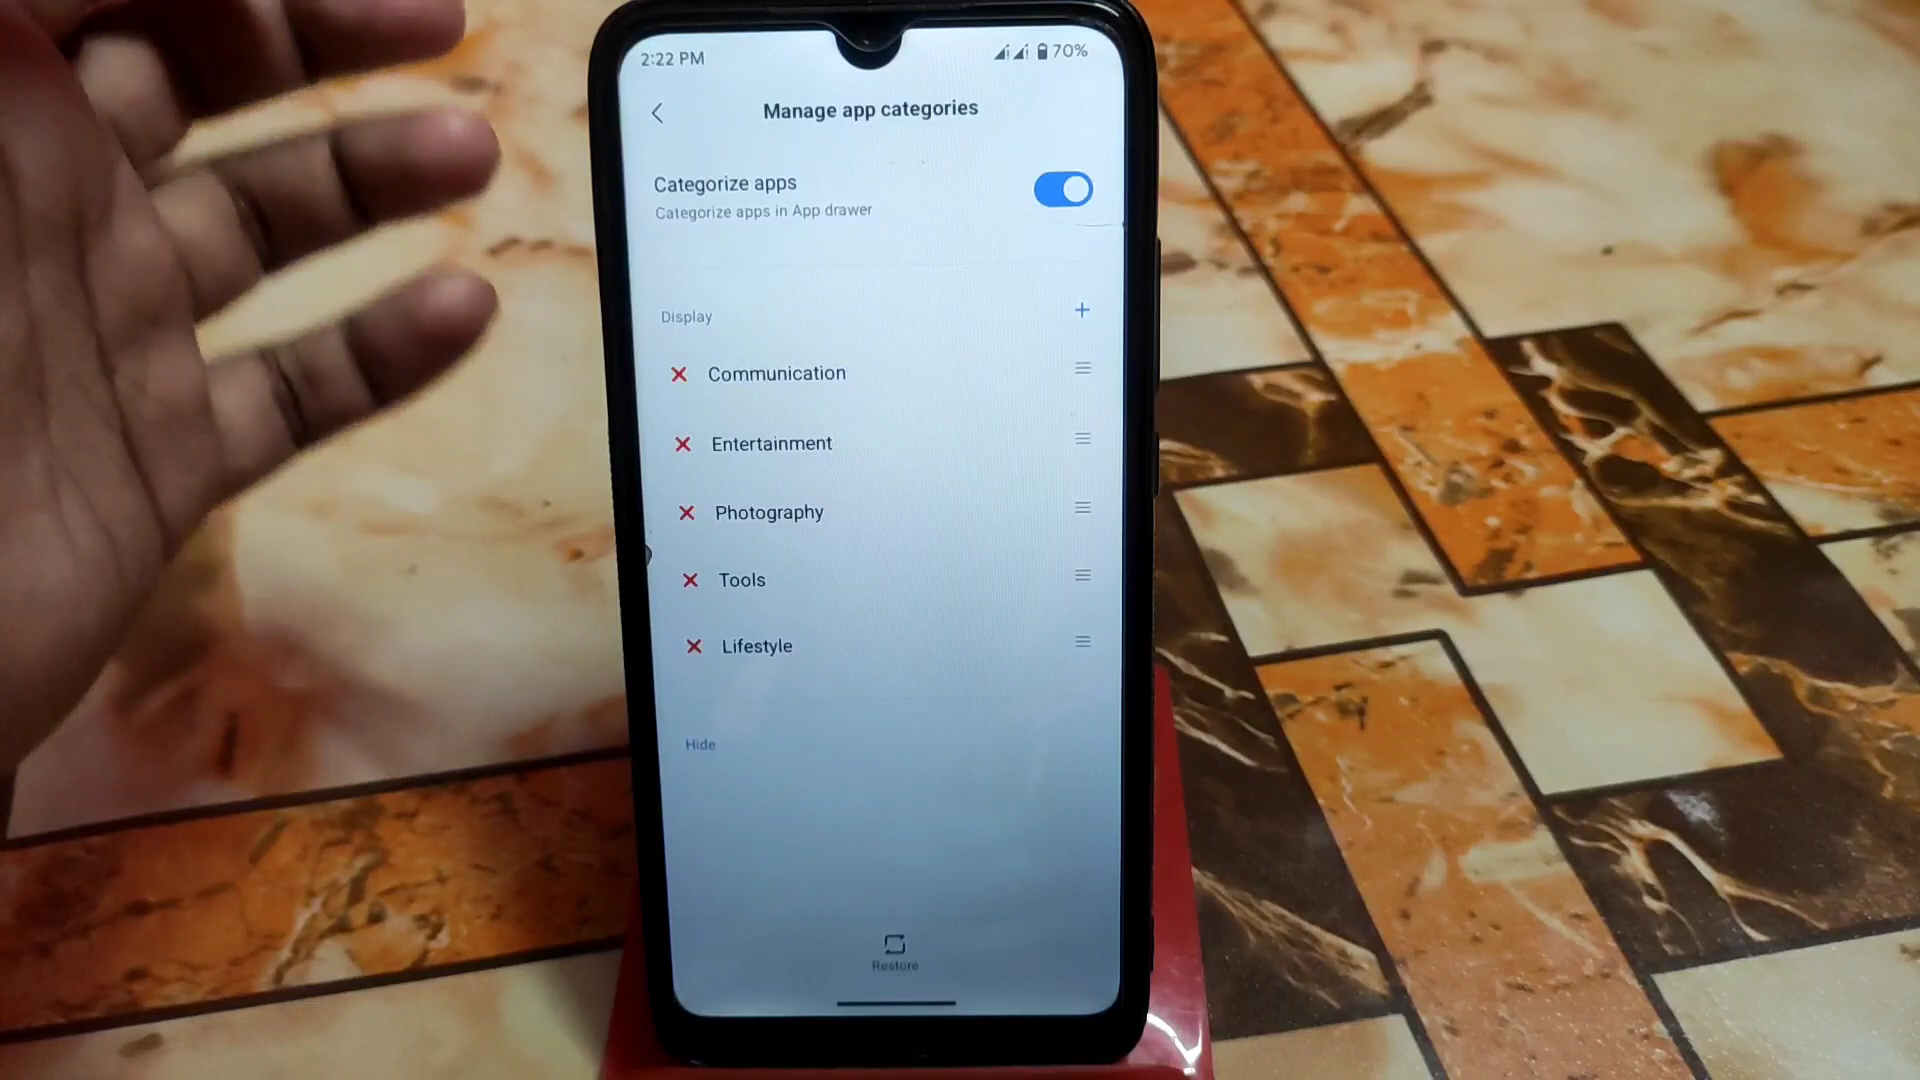 2:22 PM
70%
Manage app categories
Categorize apps
Categorize apps in App drawer
Display
Communication
Entertainment
Photography
Tools
Lifestyle
Hide
Restore